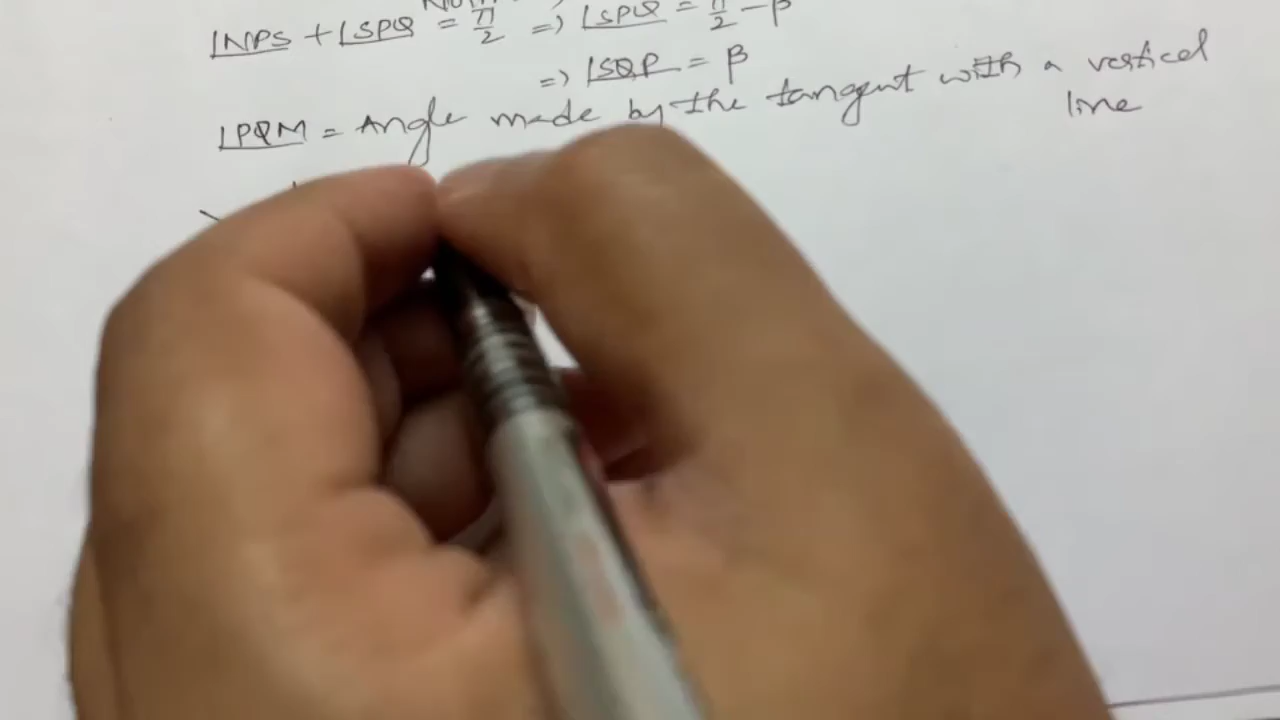 ∠NPS + ∠SPQ = π/2 => ∠SPQ = π/2 - β
=> ∠SQP = β
∠PQM = Angle made by the tangent with a vertical
line